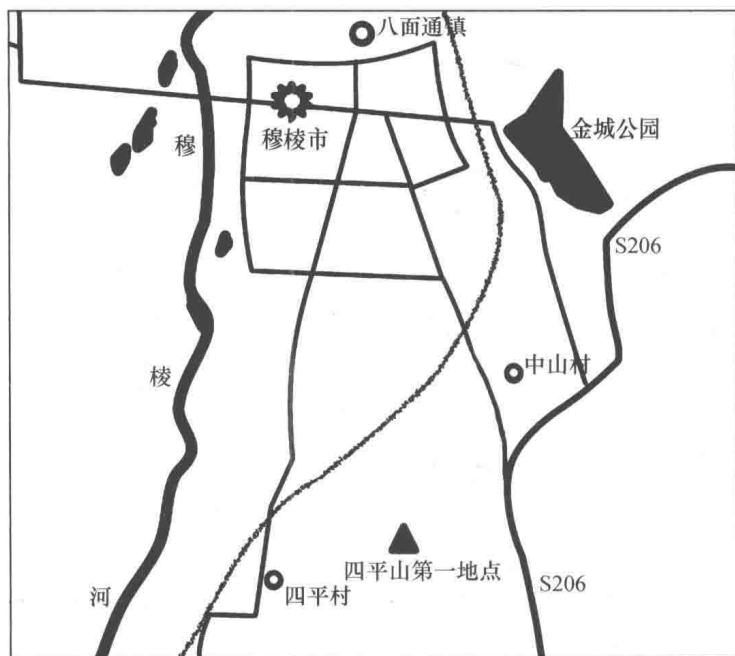 八面通镇
穆棱市
金城公园
穆
S206
棱
中山村
四平山第一地点
S206
四平村
河